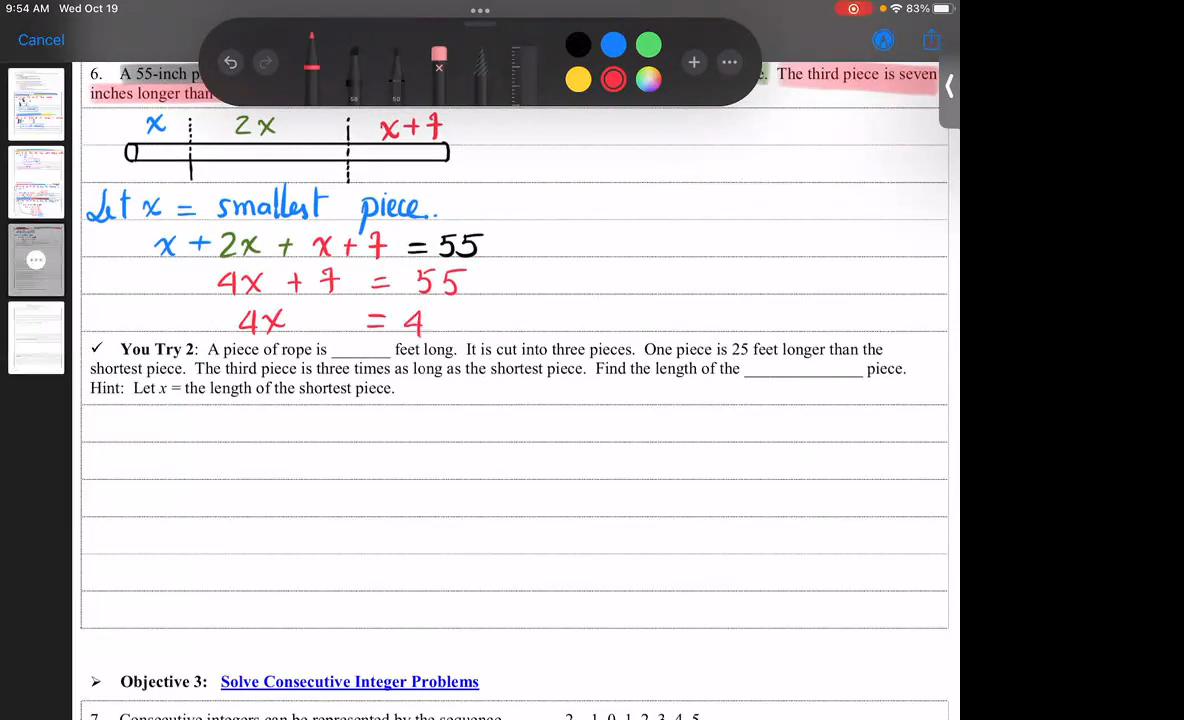 9:54 AM Wed Oct 19
83%
Cancel
6. A 55-inch p
. The third piece is seven
inches longer than
x 2x x+7
Let x = smallest piece.
x + 2x + x + 7 = 55
4x + 7 = 55
4x = 4
✓ You Try 2: A piece of rope is _______ feet long. It is cut into three pieces. One piece is 25 feet longer than the
shortest piece. The third piece is three times as long as the shortest piece. Find the length of the ______________ piece.
Hint: Let x = the length of the shortest piece.
➢ Objective 3: Solve Consecutive Integer Problems